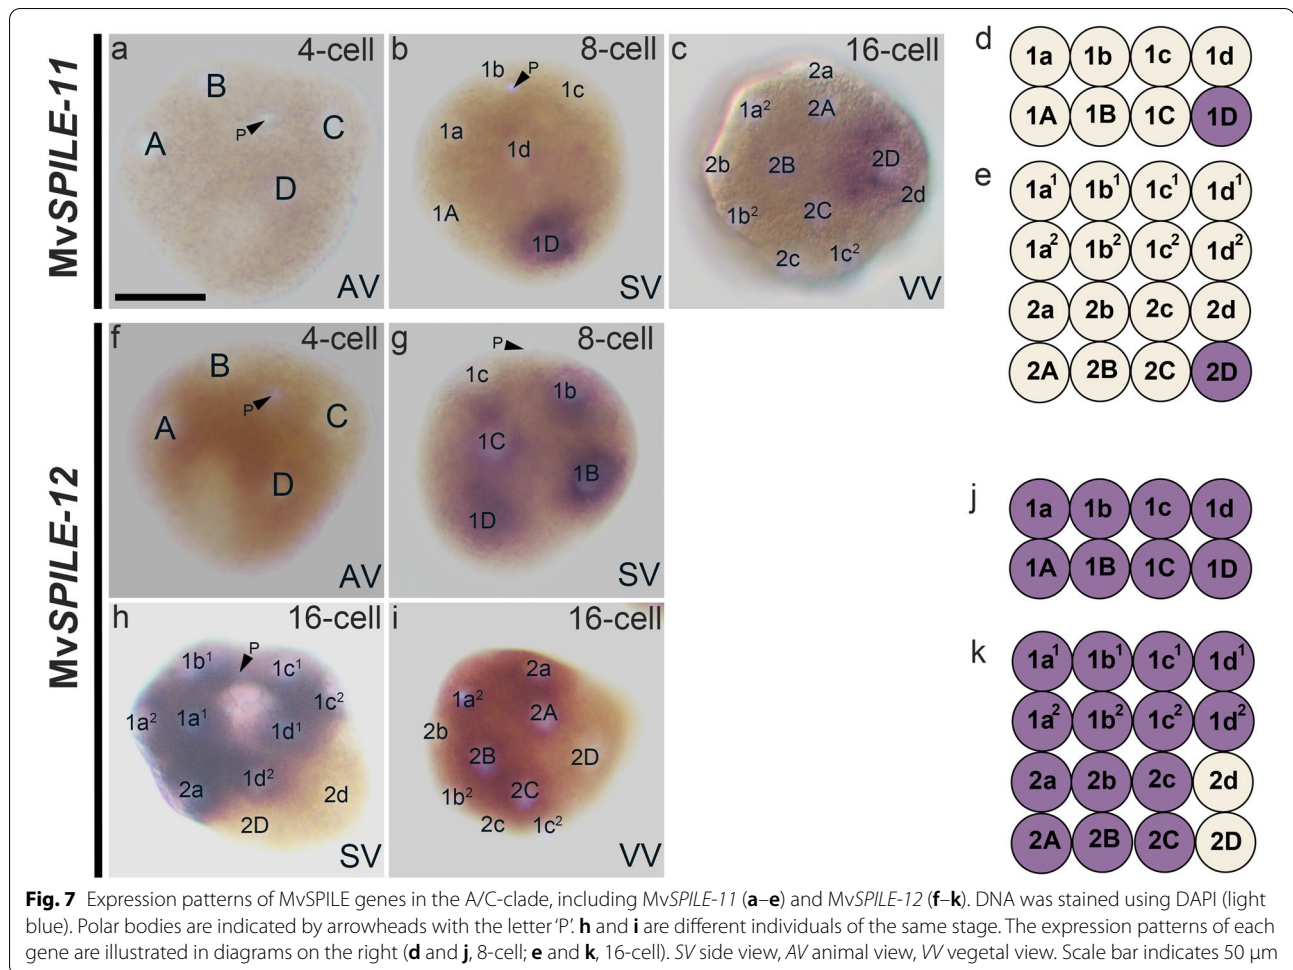 MvSPILE-11
a 4-cell
B
P
A
C
D
AV
b 8-cell
1b P
1c
1a
1d
1A
1D
SV
c 16-cell
2a
1a²
2A
2b 2B 2D
2d
1b² 2C
2c 1c²
VV
d
1a 1b 1c 1d
1A 1B 1C 1D
e
1a¹ 1b¹ 1c¹ 1d¹
1a² 1b² 1c² 1d²
2a 2b 2c 2d
2A 2B 2C 2D
MvSPILE-12
f 4-cell
B
P
A C
D
AV
g 8-cell
P
1c 1b
1C
1B
1D
SV
h 16-cell
P
1b¹ 1c¹
1c²
1a² 1a¹ 1d¹
1d²
2a 2d
2D
SV
i 16-cell
2a
1a²
2A
2b
2B 2D
1b² 2C
2c 1c²
VV
j
1a 1b 1c 1d
1A 1B 1C 1D
k
1a¹ 1b¹ 1c¹ 1d¹
1a² 1b² 1c² 1d²
2a 2b 2c 2d
2A 2B 2C 2D
Fig. 7 Expression patterns of MvSPILE genes in the A/C-clade, including MvSPILE-11 (a–e) and MvSPILE-12 (f–k). DNA was stained using DAPI (light
blue). Polar bodies are indicated by arrowheads with the letter ‘P’. h and i are different individuals of the same stage. The expression patterns of each
gene are illustrated in diagrams on the right (d and j, 8-cell; e and k, 16-cell). SV side view, AV animal view, VV vegetal view. Scale bar indicates 50 μm